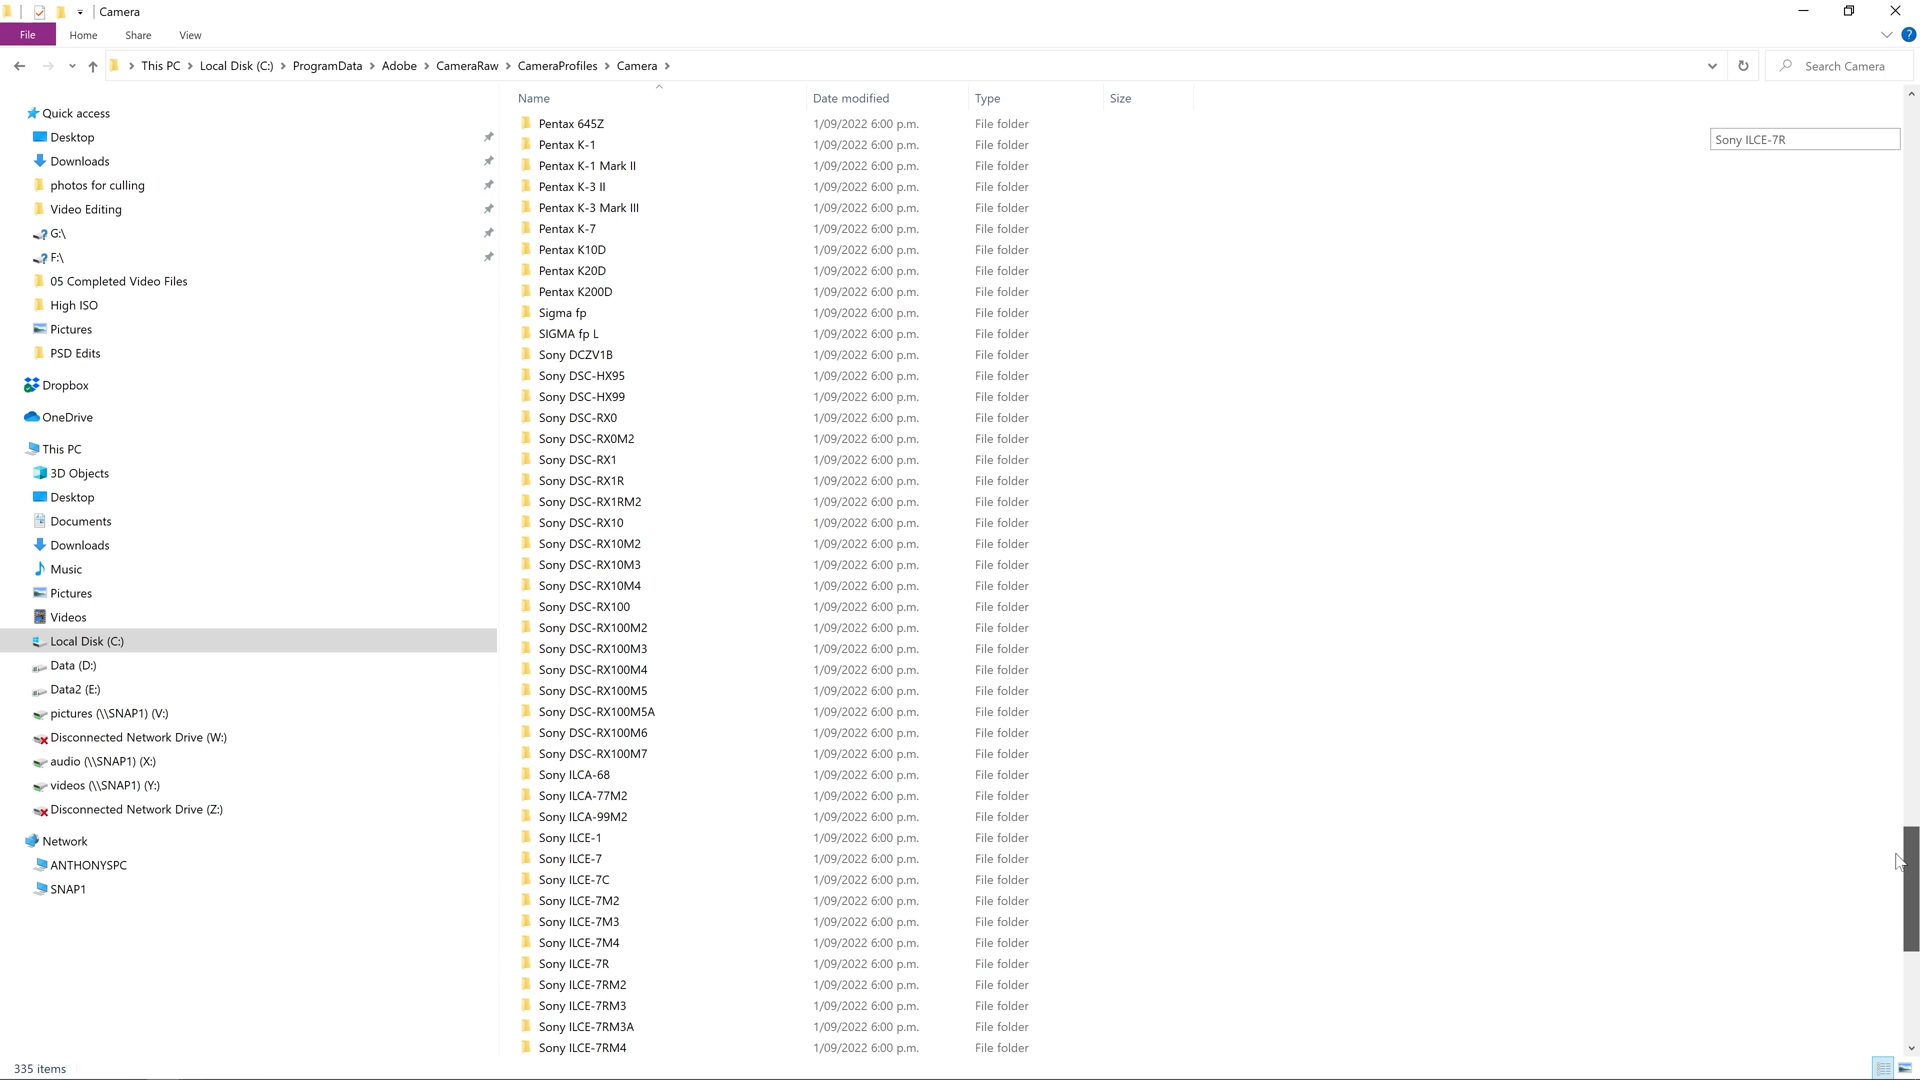 Camera
File Home Share View
This PC Local Disk (C:) ProgramData Adobe CameraRaw CameraProfiles Camera Search Camera
Name Date modified Type Size
Sony ILCE-7R
Quick access
Desktop
Downloads
photos for culling
Video Editing
G:\
F:\
05 Completed Video Files
High ISO
Pictures
PSD Edits
Dropbox
OneDrive
This PC
3D Objects
Desktop
Documents
Downloads
Music
Pictures
Videos
Local Disk (C:)
Data (D:)
Data2 (E:)
pictures (\\SNAP1) (V:)
Disconnected Network Drive (W:)
audio (\\SNAP1) (X:)
videos (\\SNAP1) (Y:)
Disconnected Network Drive (Z:)
Network
ANTHONYSPC
SNAP1
Pentax 645Z 1/09/2022 6:00 p.m. File folder
Pentax K-1 1/09/2022 6:00 p.m. File folder
Pentax K-1 Mark II 1/09/2022 6:00 p.m. File folder
Pentax K-3 II 1/09/2022 6:00 p.m. File folder
Pentax K-3 Mark III 1/09/2022 6:00 p.m. File folder
Pentax K-7 1/09/2022 6:00 p.m. File folder
Pentax K10D 1/09/2022 6:00 p.m. File folder
Pentax K20D 1/09/2022 6:00 p.m. File folder
Pentax K200D 1/09/2022 6:00 p.m. File folder
Sigma fp 1/09/2022 6:00 p.m. File folder
SIGMA fp L 1/09/2022 6:00 p.m. File folder
Sony DCZV1B 1/09/2022 6:00 p.m. File folder
Sony DSC-HX95 1/09/2022 6:00 p.m. File folder
Sony DSC-HX99 1/09/2022 6:00 p.m. File folder
Sony DSC-RX0 1/09/2022 6:00 p.m. File folder
Sony DSC-RX0M2 1/09/2022 6:00 p.m. File folder
Sony DSC-RX1 1/09/2022 6:00 p.m. File folder
Sony DSC-RX1R 1/09/2022 6:00 p.m. File folder
Sony DSC-RX1RM2 1/09/2022 6:00 p.m. File folder
Sony DSC-RX10 1/09/2022 6:00 p.m. File folder
Sony DSC-RX10M2 1/09/2022 6:00 p.m. File folder
Sony DSC-RX10M3 1/09/2022 6:00 p.m. File folder
Sony DSC-RX10M4 1/09/2022 6:00 p.m. File folder
Sony DSC-RX100 1/09/2022 6:00 p.m. File folder
Sony DSC-RX100M2 1/09/2022 6:00 p.m. File folder
Sony DSC-RX100M3 1/09/2022 6:00 p.m. File folder
Sony DSC-RX100M4 1/09/2022 6:00 p.m. File folder
Sony DSC-RX100M5 1/09/2022 6:00 p.m. File folder
Sony DSC-RX100M5A 1/09/2022 6:00 p.m. File folder
Sony DSC-RX100M6 1/09/2022 6:00 p.m. File folder
Sony DSC-RX100M7 1/09/2022 6:00 p.m. File folder
Sony ILCA-68 1/09/2022 6:00 p.m. File folder
Sony ILCA-77M2 1/09/2022 6:00 p.m. File folder
Sony ILCA-99M2 1/09/2022 6:00 p.m. File folder
Sony ILCE-1 1/09/2022 6:00 p.m. File folder
Sony ILCE-7 1/09/2022 6:00 p.m. File folder
Sony ILCE-7C 1/09/2022 6:00 p.m. File folder
Sony ILCE-7M2 1/09/2022 6:00 p.m. File folder
Sony ILCE-7M3 1/09/2022 6:00 p.m. File folder
Sony ILCE-7M4 1/09/2022 6:00 p.m. File folder
Sony ILCE-7R 1/09/2022 6:00 p.m. File folder
Sony ILCE-7RM2 1/09/2022 6:00 p.m. File folder
Sony ILCE-7RM3 1/09/2022 6:00 p.m. File folder
Sony ILCE-7RM3A 1/09/2022 6:00 p.m. File folder
Sony ILCE-7RM4 1/09/2022 6:00 p.m. File folder
335 items